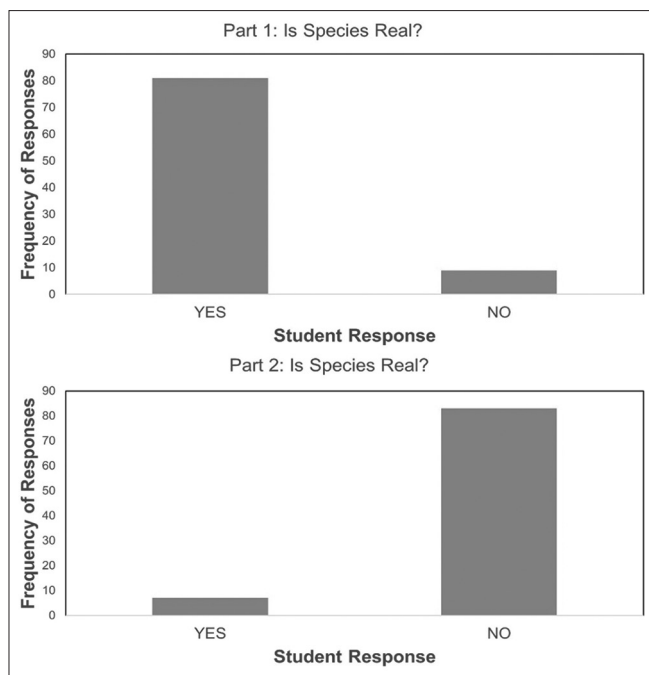 Part 1: Is Species Real?
Frequency of Responses
90
80
70
60
50
40
30
20
10
0
YES NO
Student Response
Part 2: Is Species Real?
Frequency of Responses
90
80
70
60
50
40
30
20
10
0
YES NO
Student Response